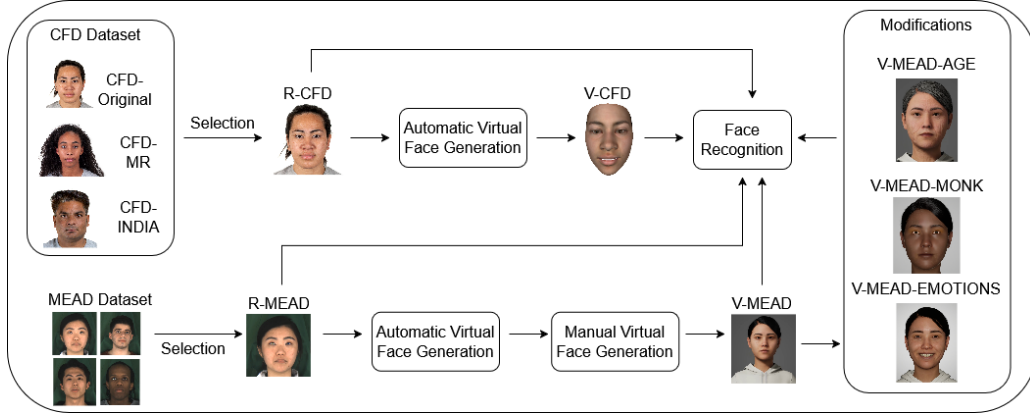 CFD Dataset
CFD-
Original
CFD-
MR
CFD-
INDIA
Selection
R-CFD
Automatic Virtual
Face Generation
V-CFD
Face
Recognition
Modifications
V-MEAD-AGE
V-MEAD-MONK
V-MEAD-EMOTIONS
MEAD Dataset
Selection
R-MEAD
Automatic Virtual
Face Generation
Manual Virtual
Face Generation
V-MEAD